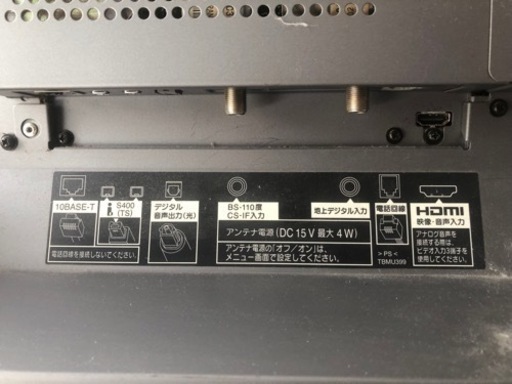 10BASE-T
i S400
(TS)
電話回線を接続しないでください。
デジタル
音声出力(光)
BS・110度
CS-IF入力
地上デジタル入力
アンテナ電源(DC 15 V 最大 4 W)
アンテナ電源の「オフ/オン」は、
メニュー画面で設定してください。
電話回線
> PS <
TBMU399
HDMI
映像・音声入力
アナログ音声を
接続する際は、
ビデオ入力3端子を
使用してください。